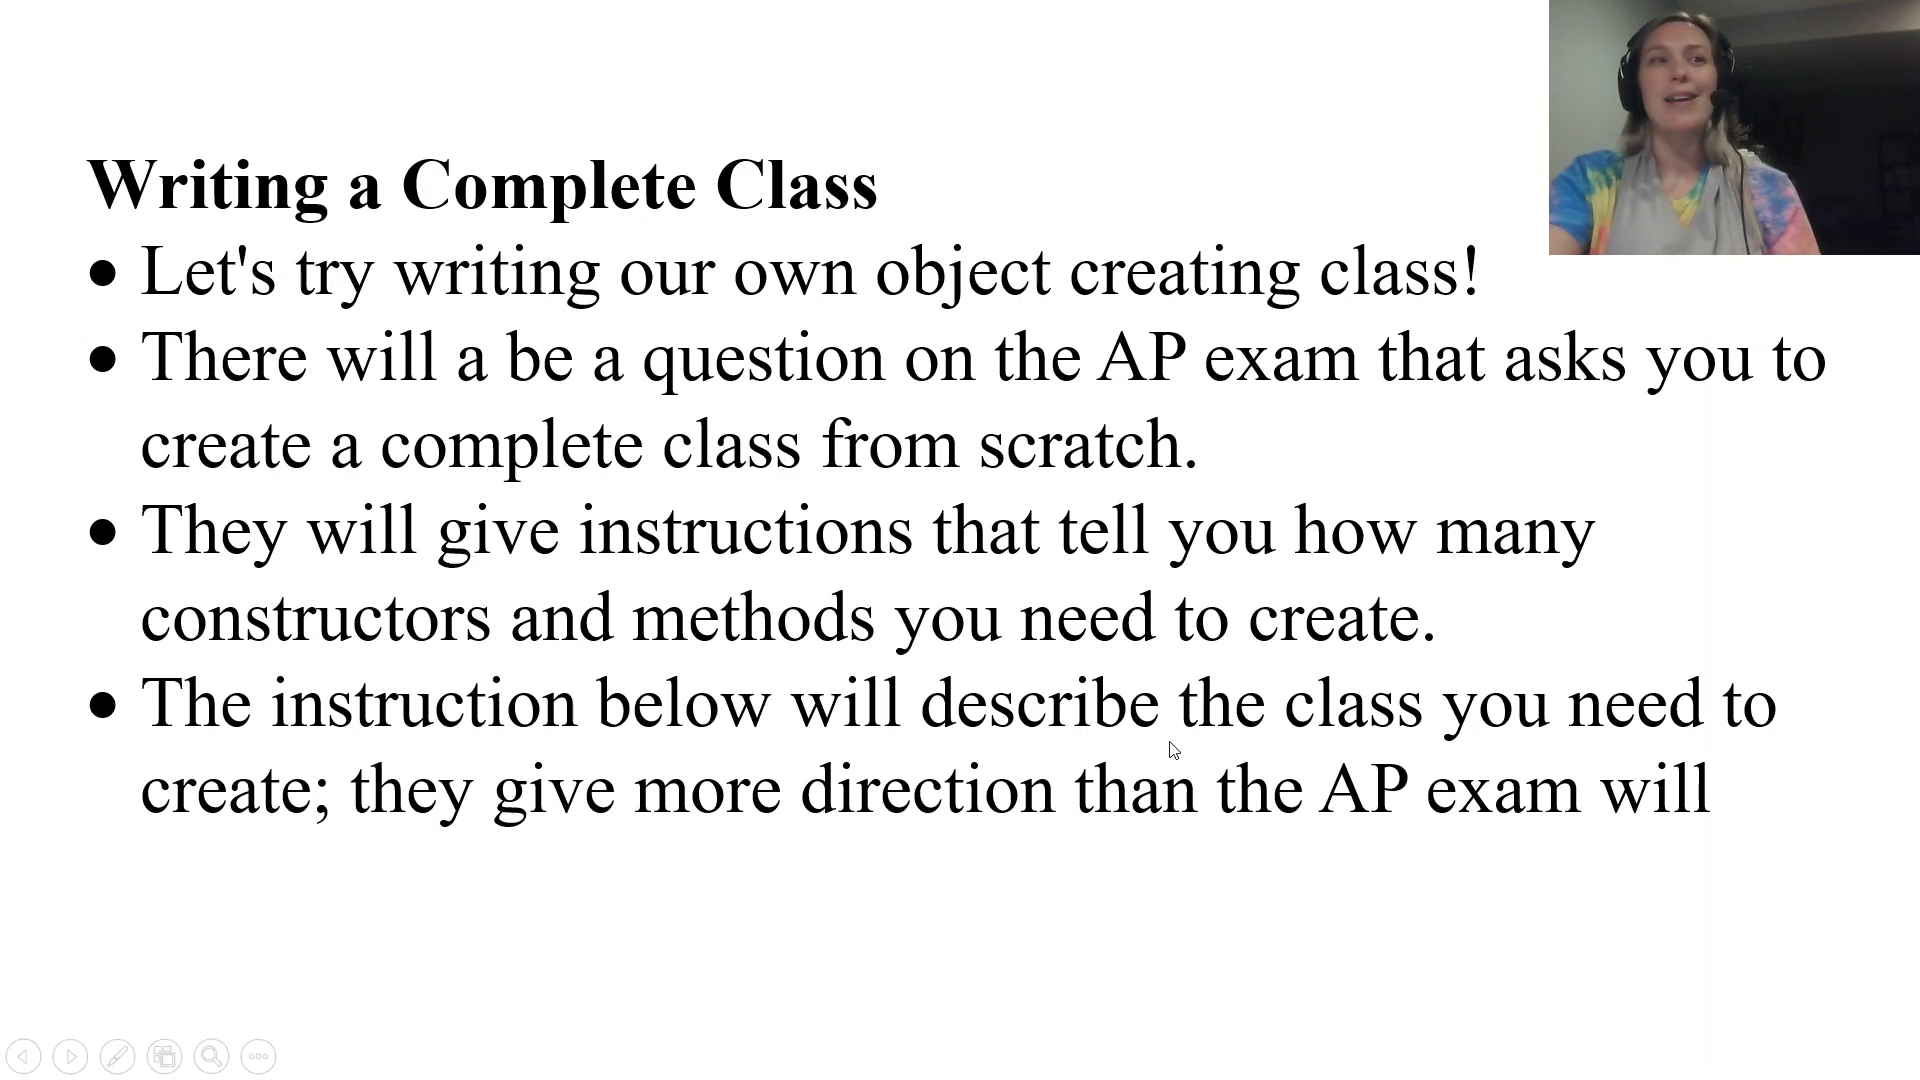 Writing a Complete Class
• Let's try writing our own object creating class!
• There will a be a question on the AP exam that asks you to
create a complete class from scratch.
• They will give instructions that tell you how many
constructors and methods you need to create.
• The instruction below will describe the class you need to
create; they give more direction than the AP exam will